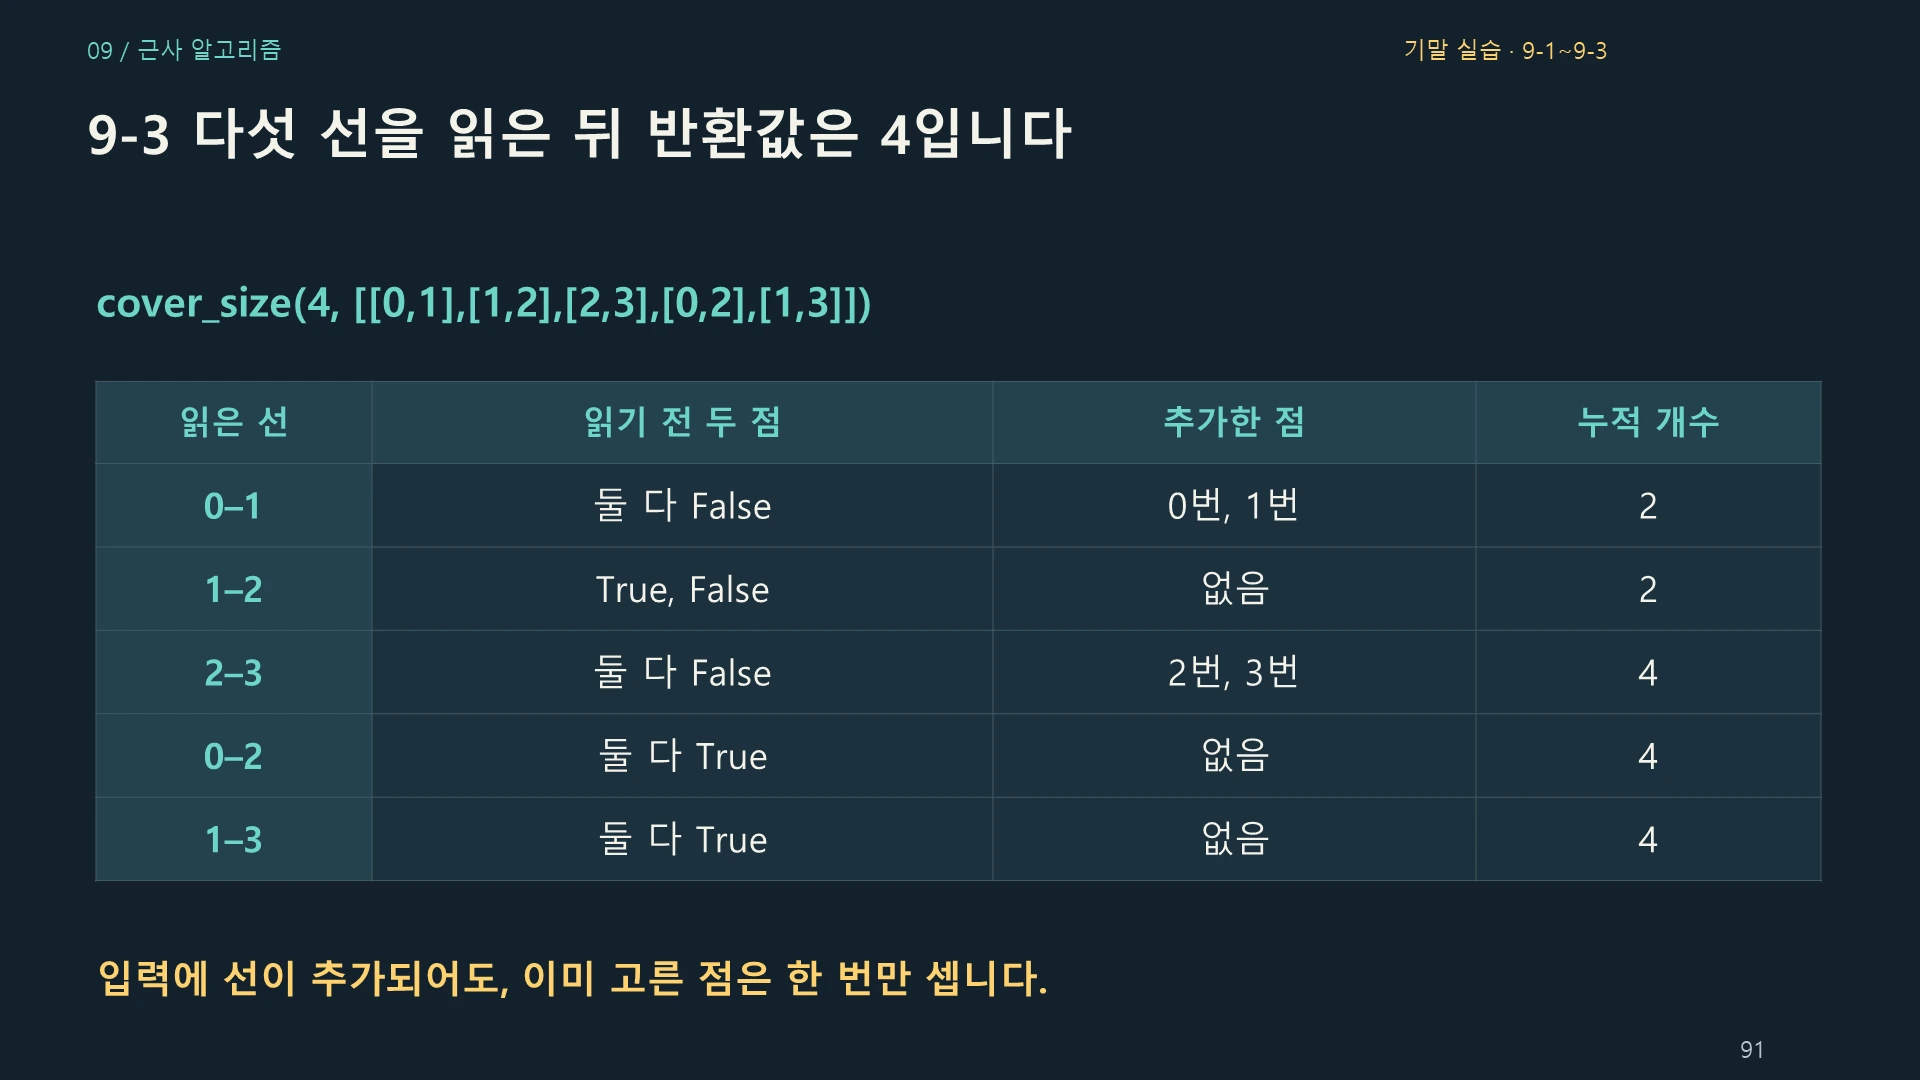 09 / 근사 알고리즘
기말 실습 · 9-1~9-3
9-3 다섯 선을 읽은 뒤 반환값은 4입니다
cover_size(4, [[0,1],[1,2],[2,3],[0,2],[1,3]])
읽은 선 읽기 전 두 점 추가한 점 누적 개수
0–1 둘 다 False 0번, 1번 2
1–2 True, False 없음 2
2–3 둘 다 False 2번, 3번 4
0–2 둘 다 True 없음 4
1–3 둘 다 True 없음 4
입력에 선이 추가되어도, 이미 고른 점은 한 번만 셉니다.
91